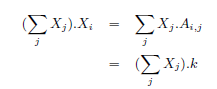 (∑_j X_j).X_i = ∑_j X_j.A_{i,j}
= (∑_j X_j).k